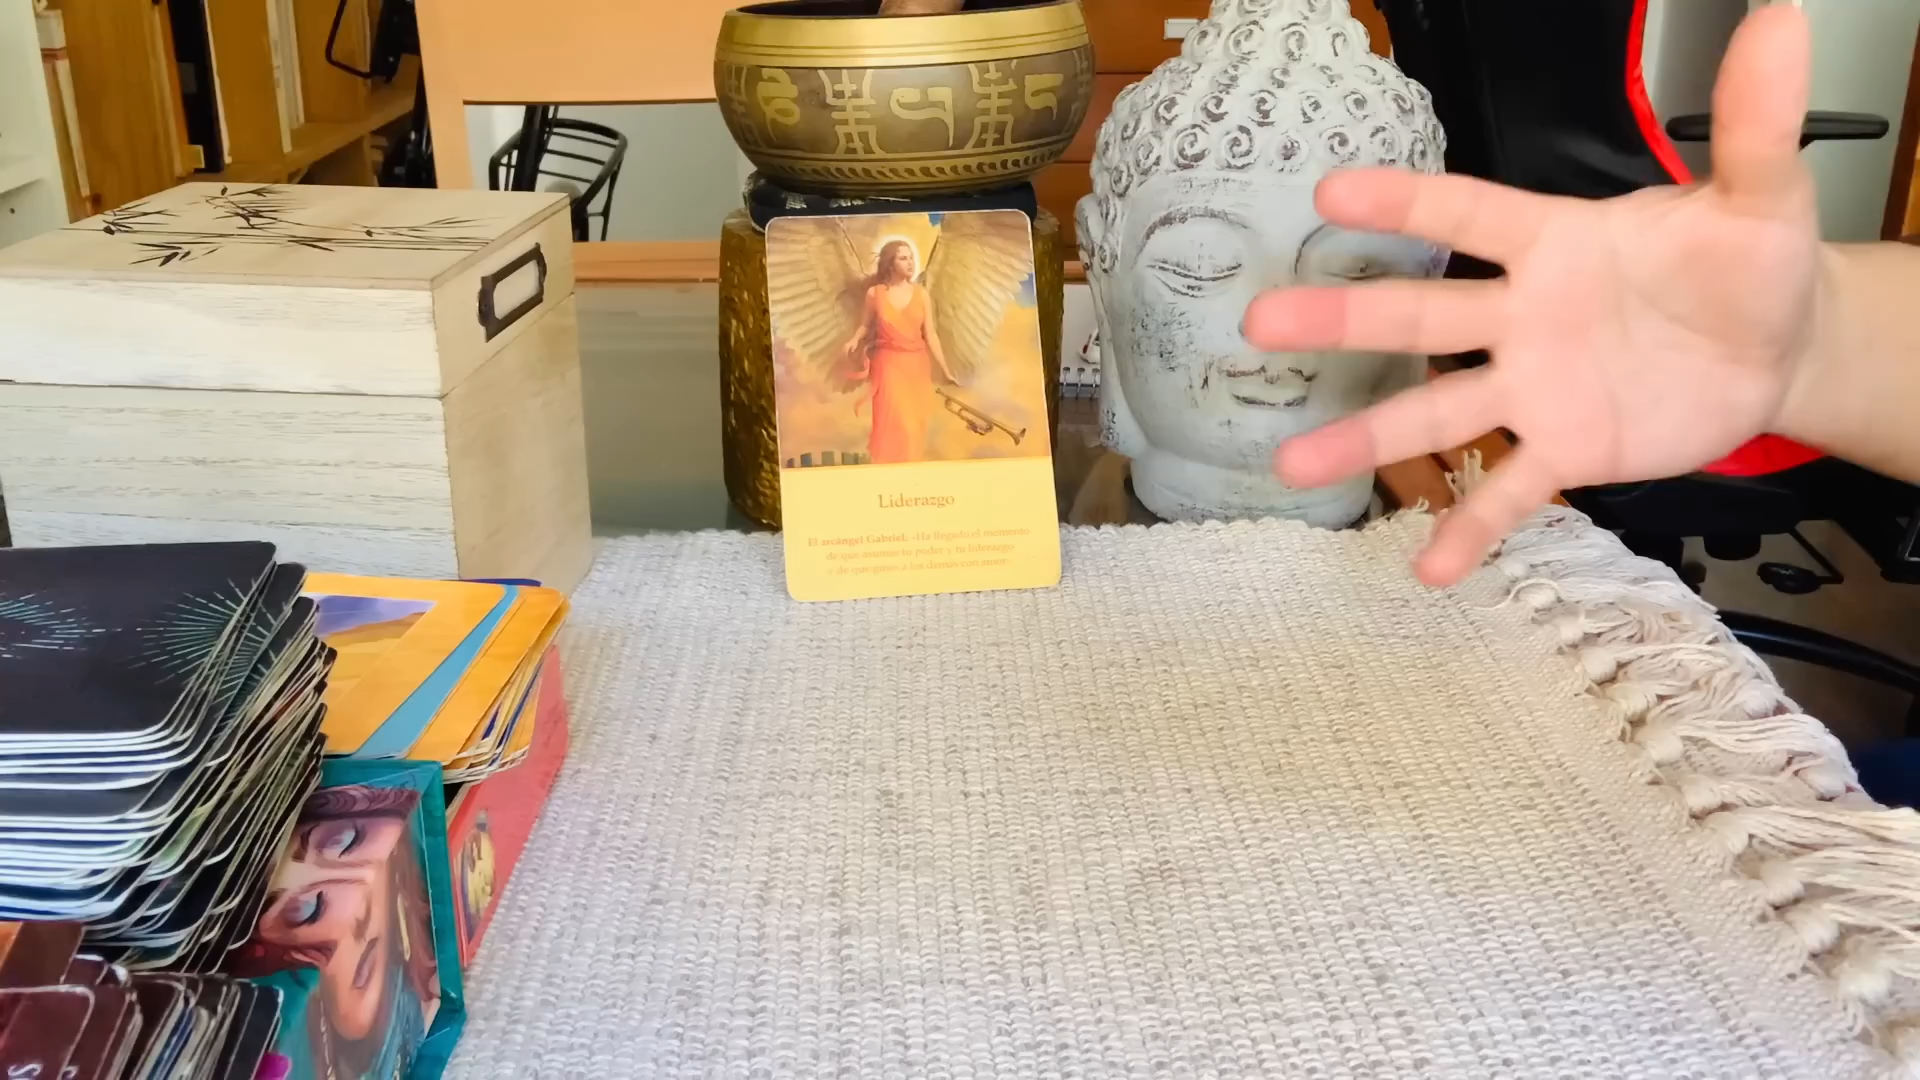 Liderazgo
El arcángel Gabriel: «Ha llegado el momento
de que asumas tu poder y tu liderazgo
y de que guíes a los demás con amor».